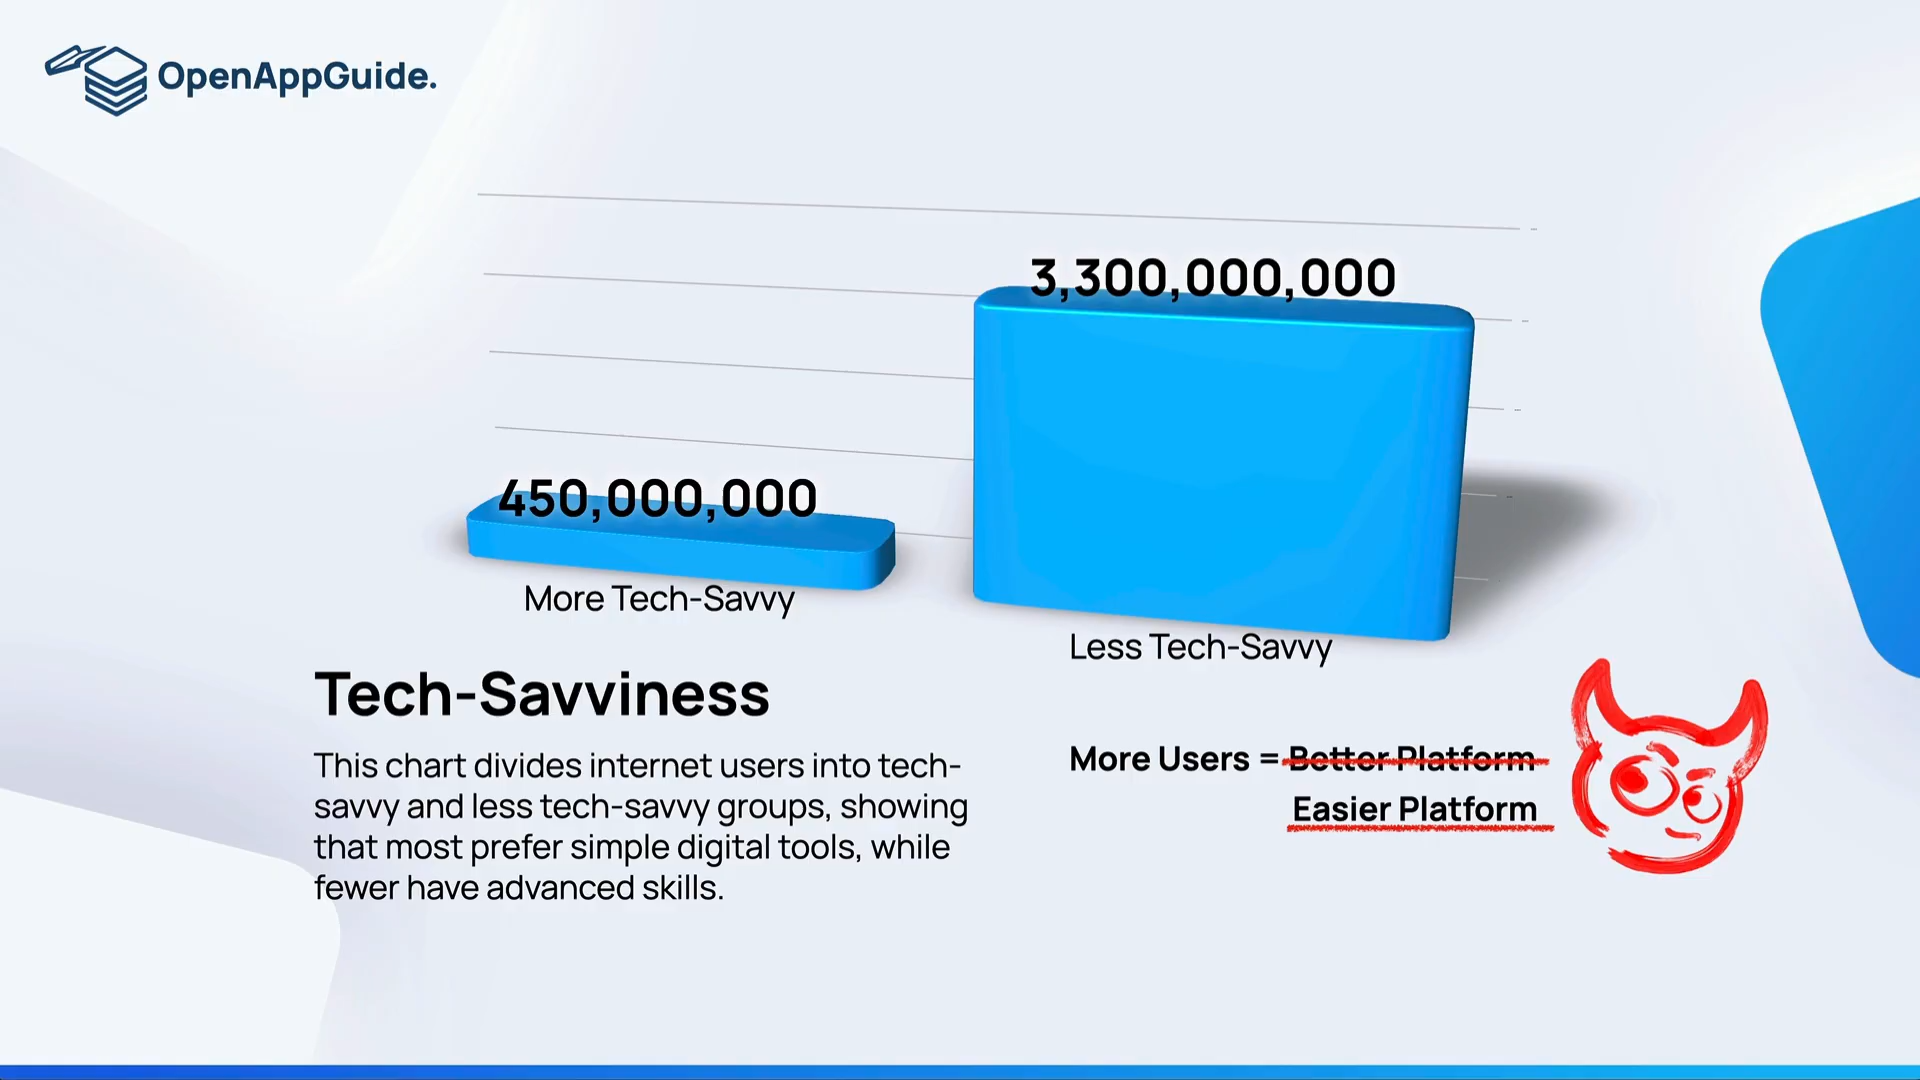 OpenAppGuide.
3,300,000,000
450,000,000
More Tech-Savvy
Less Tech-Savvy
Tech-Savviness
This chart divides internet users into tech-
savvy and less tech-savvy groups, showing
that most prefer simple digital tools, while
fewer have advanced skills.
More Users = Better Platform
Easier Platform